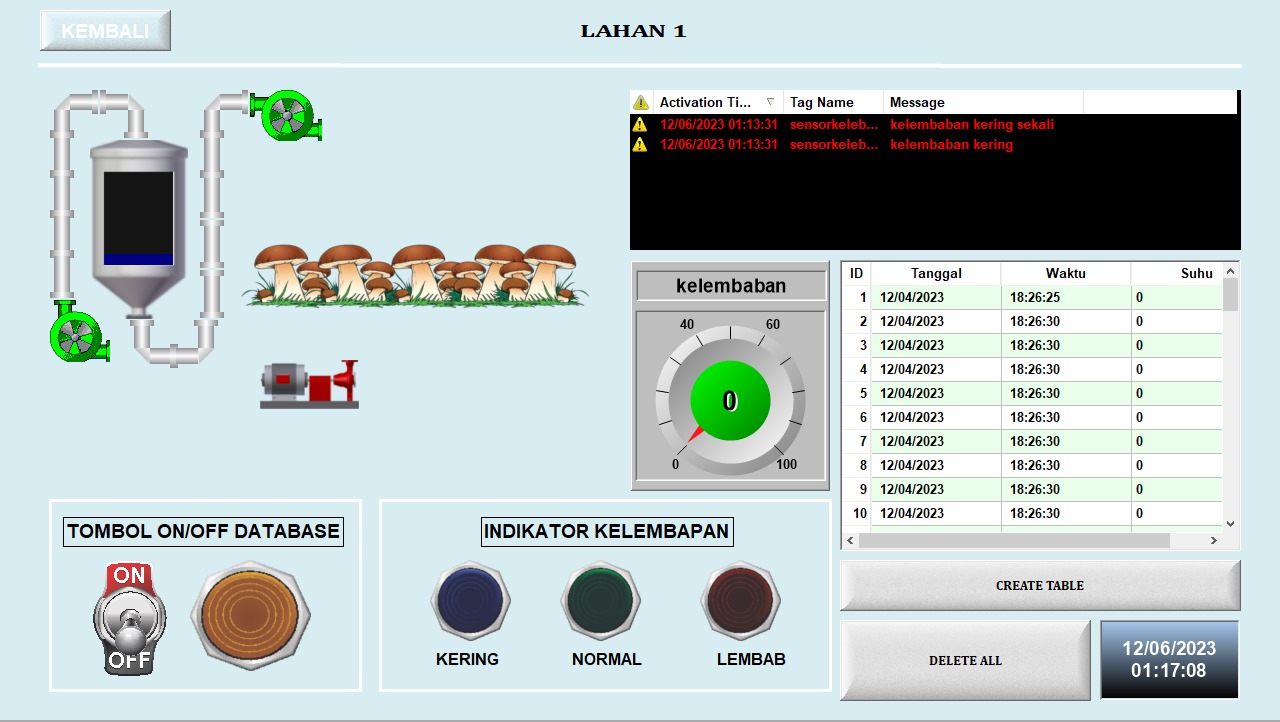 KEMBALI
LAHAN 1
Activation Ti... Tag Name Message
12/06/2023 01:13:31 sensorkeleb... kelembaban kering sekali
12/06/2023 01:13:31 sensorkeleb... kelembaban kering
kelembaban
40 60
0
0 100
ID Tanggal Waktu Suhu
1 12/04/2023 18:26:25 0
2 12/04/2023 18:26:30 0
3 12/04/2023 18:26:30 0
4 12/04/2023 18:26:30 0
5 12/04/2023 18:26:30 0
6 12/04/2023 18:26:30 0
7 12/04/2023 18:26:30 0
8 12/04/2023 18:26:30 0
9 12/04/2023 18:26:30 0
10 12/04/2023 18:26:30 0
TOMBOL ON/OFF DATABASE
ON
OFF
INDIKATOR KELEMBAPAN
KERING NORMAL LEMBAB
CREATE TABLE
DELETE ALL
12/06/2023
01:17:08